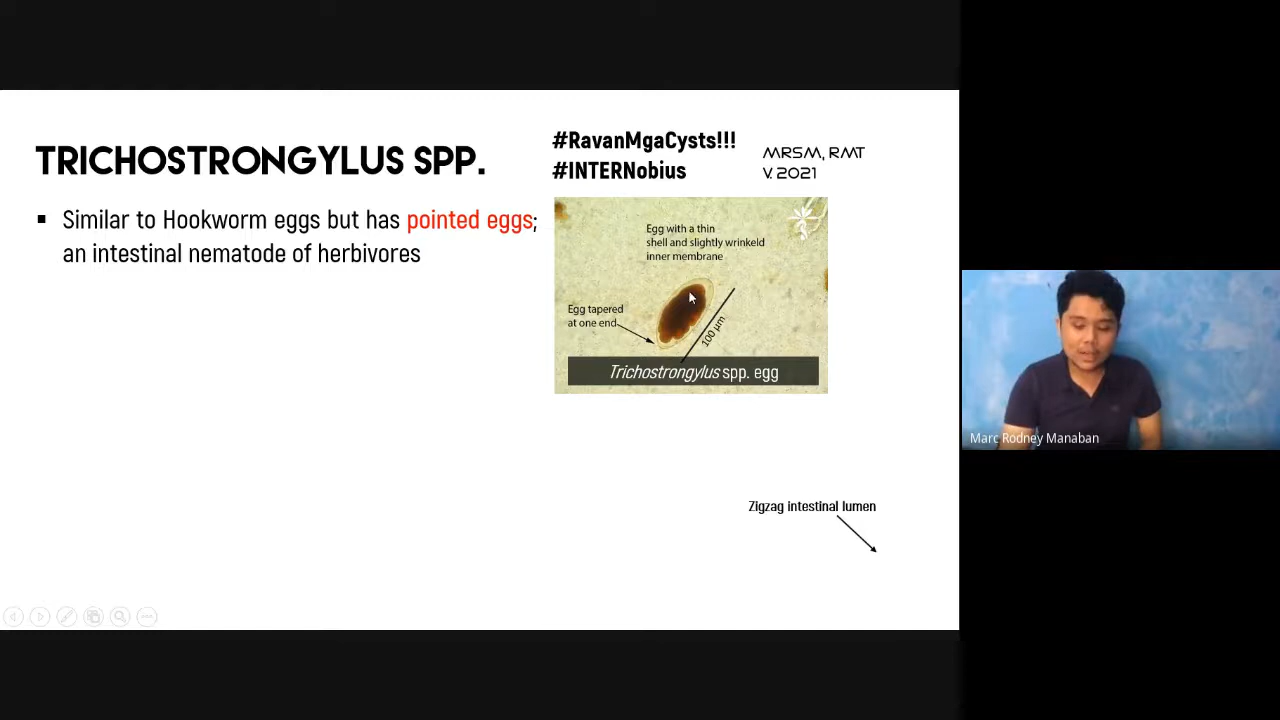 TRICHOSTRONGYLUS SPP.
▪ Similar to Hookworm eggs but has pointed eggs;
an intestinal nematode of herbivores
#RavanMgaCysts!!!
#INTERNobius
MRSM, RMT
V. 2021
Egg with a thin
shell and slightly wrinkeld
inner membrane
Egg tapered
at one end
100 µm
Trichostrongylus spp. egg
Zigzag intestinal lumen
Marc Rodney Manaban